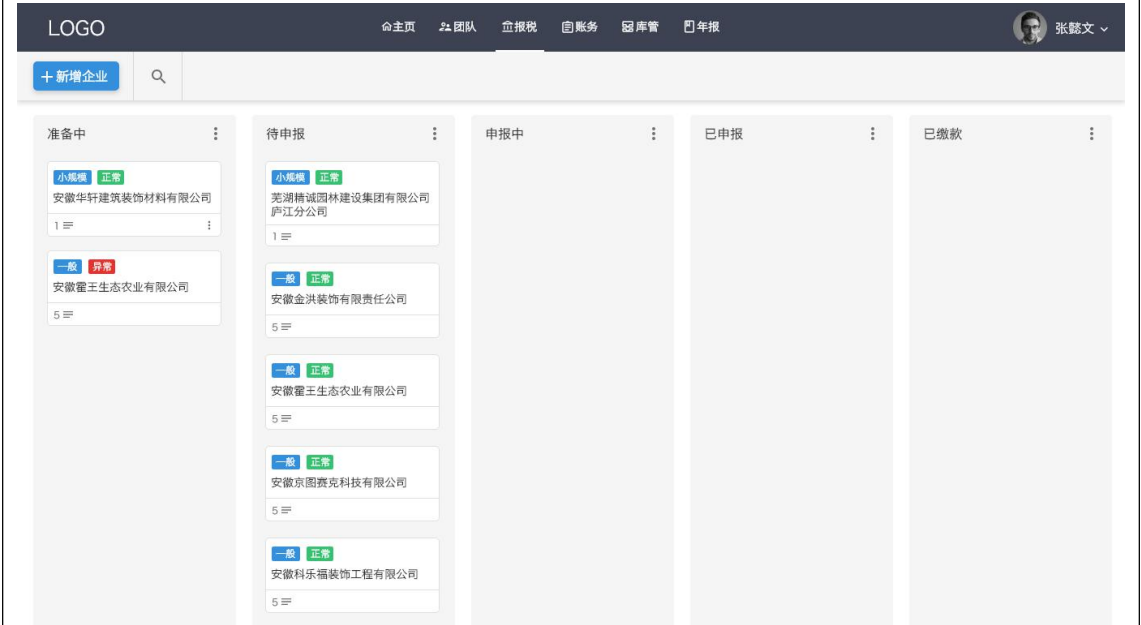 LOGO
主页 团队 报税 账务 库管 年报
张懿文
+新增企业
准备中
小规模 正常
安徽华轩建筑装饰材料有限公司
1
一般 异常
安徽霍王生态农业有限公司
5
待申报
小规模 正常
芜湖精诚园林建设集团有限公司
庐江分公司
1
一般 正常
安徽金洪装饰有限责任公司
5
一般 正常
安徽霍王生态农业有限公司
5
一般 正常
安徽京图赛克科技有限公司
5
一般 正常
安徽科乐福装饰工程有限公司
5
申报中
已申报
已缴款